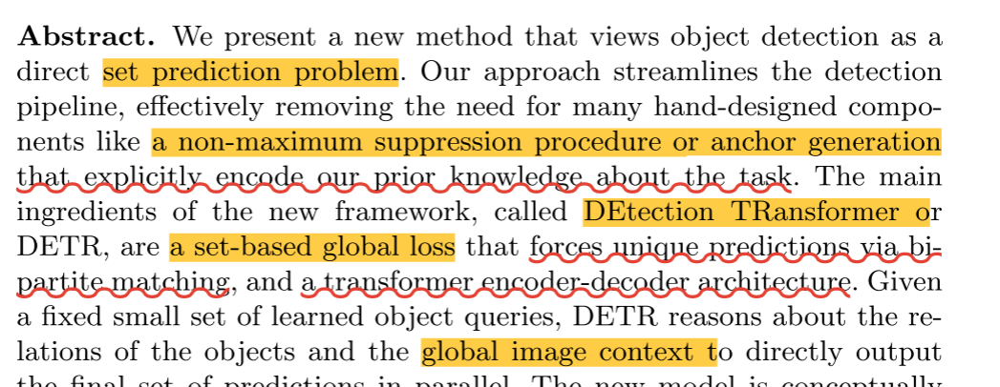 Abstract. We present a new method that views object detection as a
direct set prediction problem. Our approach streamlines the detection
pipeline, effectively removing the need for many hand-designed compo-
nents like a non-maximum suppression procedure or anchor generation
that explicitly encode our prior knowledge about the task. The main
ingredients of the new framework, called DEtection TRansformer or
DETR, are a set-based global loss that forces unique predictions via bi-
partite matching, and a transformer encoder-decoder architecture. Given
a fixed small set of learned object queries, DETR reasons about the re-
lations of the objects and the global image context to directly output
the final set of predictions in parallel. The new model is conceptually